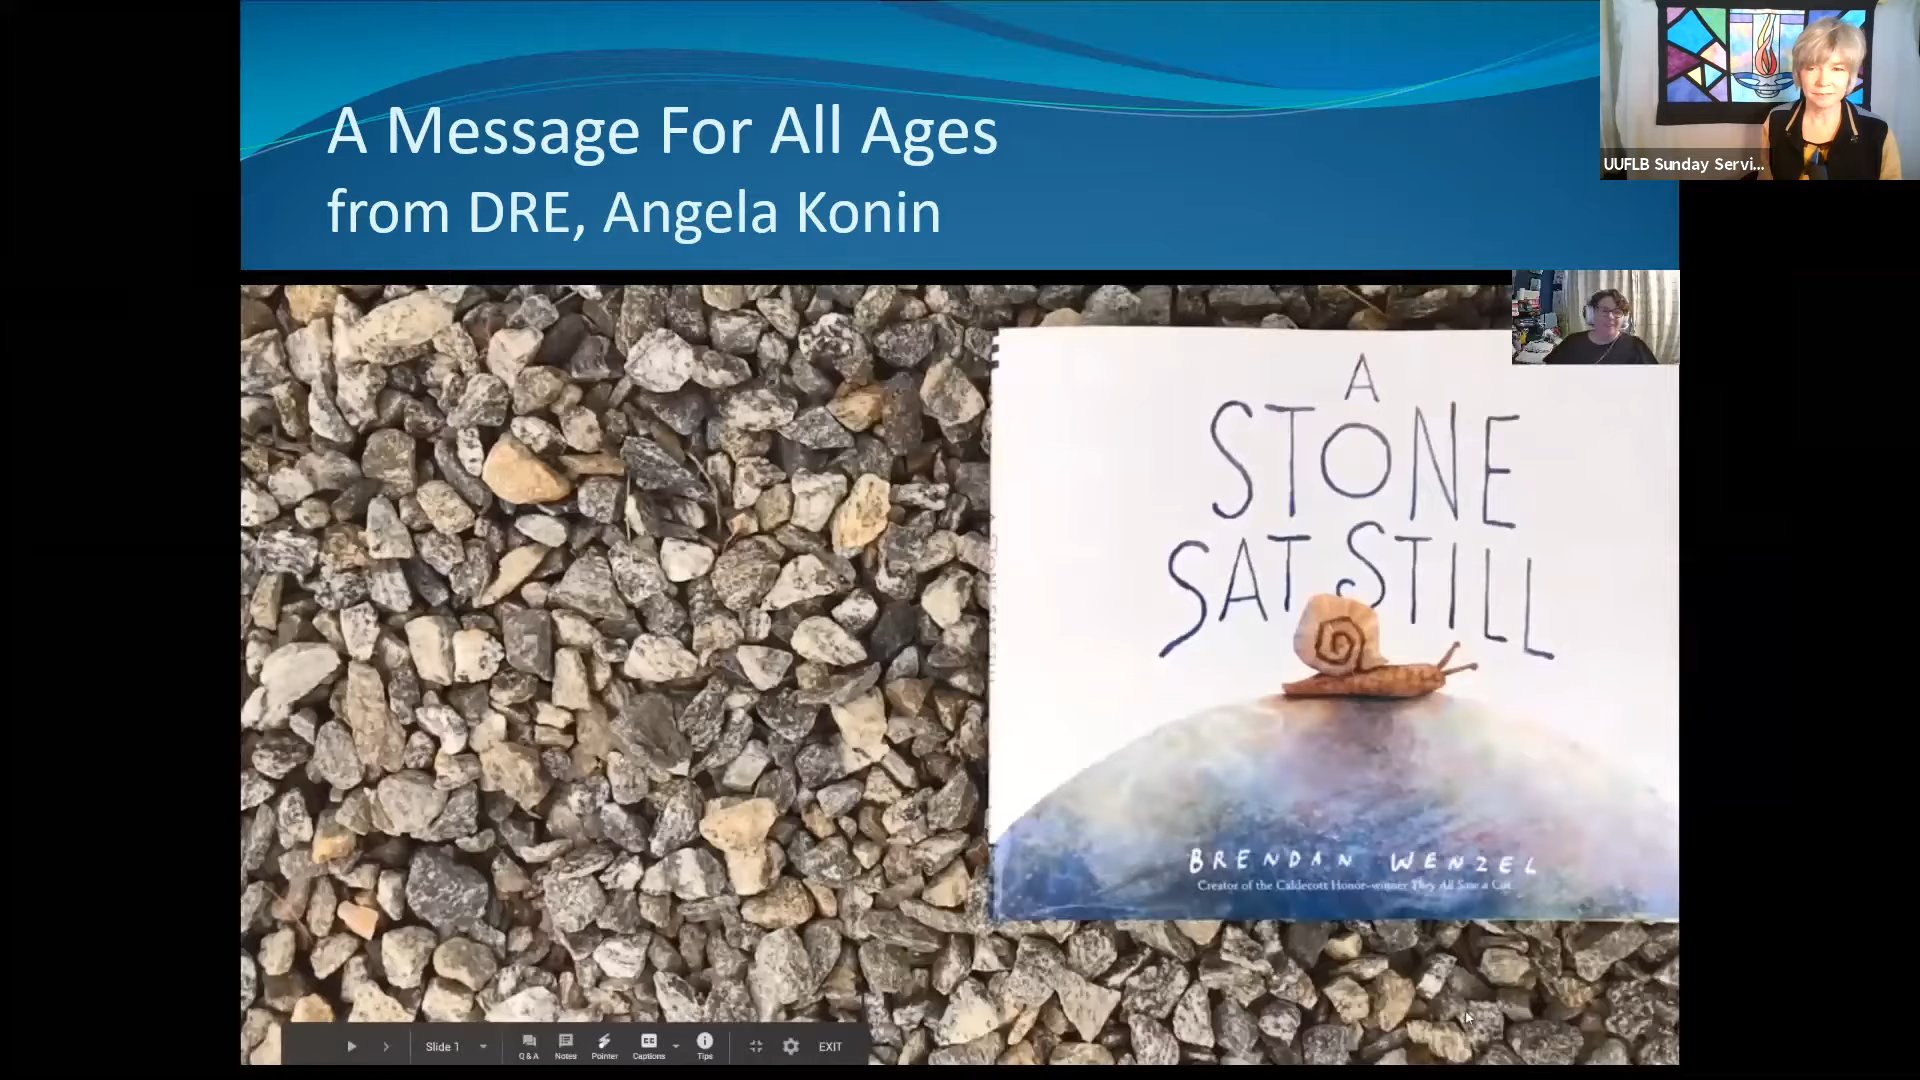 A Message For All Ages
from DRE, Angela Konin
UUFLB Sunday Servi...
A
STONE
SAT STILL
BRENDAN WENZEL
Creator of the Caldecott Honor–winner They All Saw a Cat
Slide 1
Q & A
Notes
Pointer
CC
Captions
Tips
EXIT